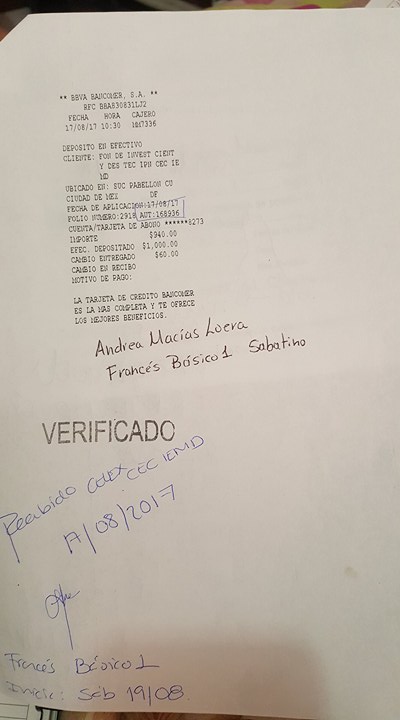 ** BBVA BANCOMER, S.A. **
RFC BBA830831LJ2
FECHA HORA CAJERO
17/08/17 10:30 MM7336
DEPOSITO EN EFECTIVO
CLIENTE: FON DE INVEST CIENT
Y DES TEC IPN CEC IE
MD
UBICADO EN: SUC PABELLON CU
CIUDAD DE MEX DF
FECHA DE APLICACION:17/08/17
FOLIO NUMERO:2918 AUT:168936
CUENTA/TARJETA DE ABONO ******8273
IMPORTE $940.00
EFEC. DEPOSITADO $1,000.00
CAMBIO ENTREGADO $60.00
CAMBIO EN RECIBO
MOTIVO DE PAGO:
LA TARJETA DE CREDITO BANCOMER
ES LA MAS COMPLETA Y TE OFRECE
LOS MEJORES BENEFICIOS.
Andrea Macías Loera
Francés Básico 1 Sabatino
VERIFICADO
Recibido CELEX CEC IEMD
17/08/2017
Francés Básico 1
Inicia: Sáb 19/08.